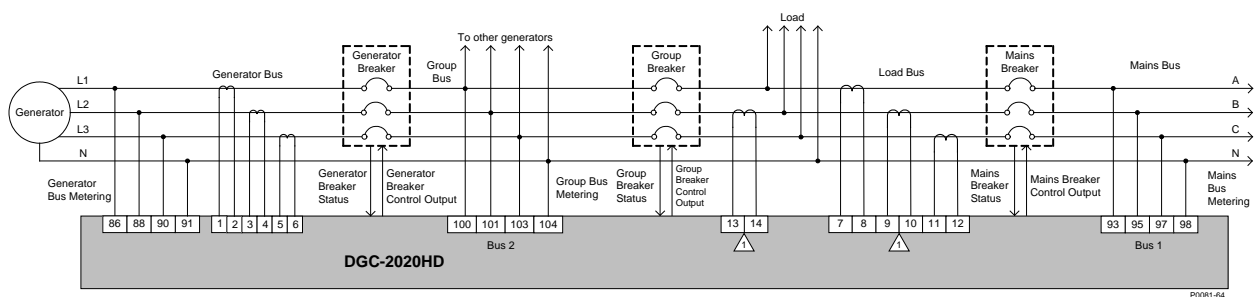 Load
To other generators
Generator
Breaker
Group
Bus
Group
Breaker
Mains
Breaker
Generator Bus
Load Bus
Mains Bus
L1
L2
L3
N
Generator
A
B
C
N
Generator
Bus Metering
Generator
Breaker
Status
Generator
Breaker
Control Output
Group Bus
Metering
Group
Breaker
Status
Group
Breaker
Control
Output
Mains
Breaker
Status
Mains Breaker
Control Output
Mains
Bus
Metering
86 88 90 91 1 2 3 4 5 6 100 101 103 104 13 14 7 8 9 10 11 12 93 95 97 98
Bus 2
1
1
Bus 1
DGC-2020HD
P0081-64